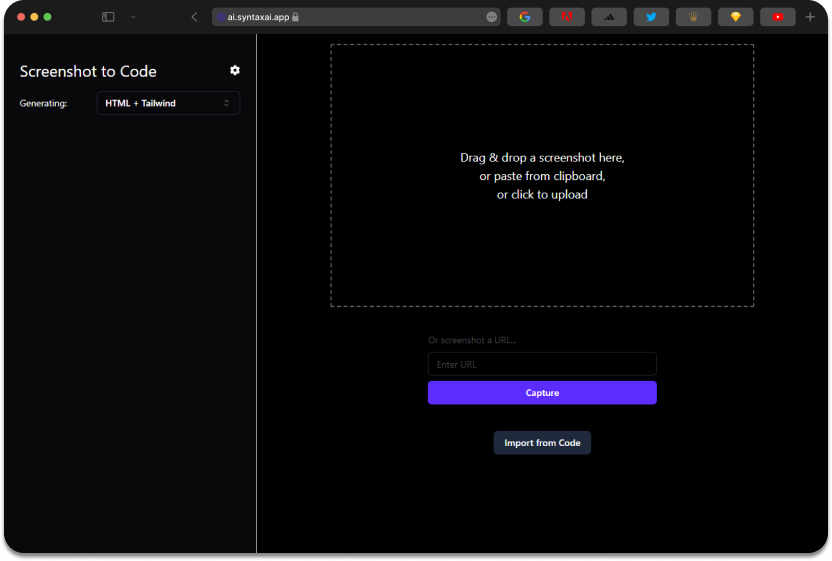 ai.syntaxai.app
Screenshot to Code
Generating:
HTML + Tailwind
Drag & drop a screenshot here,
or paste from clipboard,
or click to upload
Or screenshot a URL...
Enter URL
Capture
Import from Code